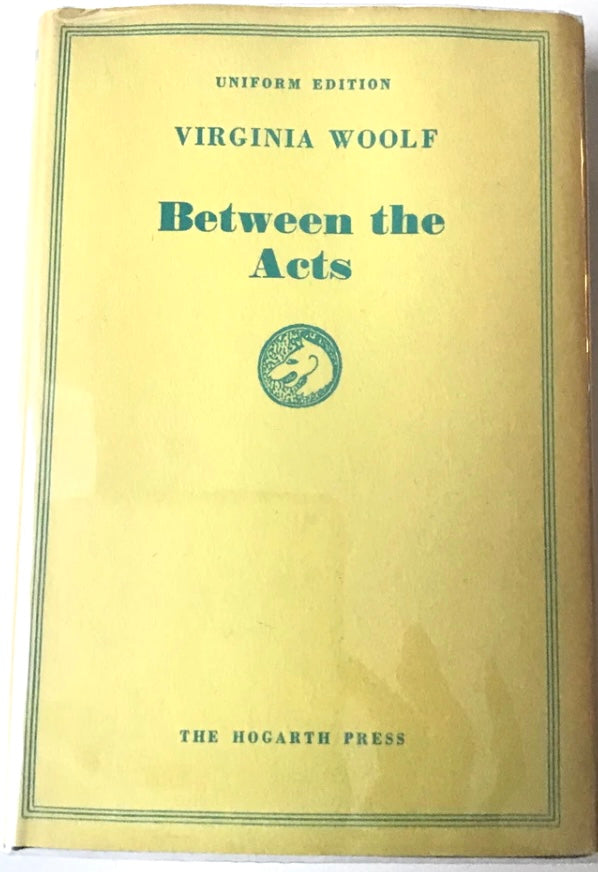 UNIFORM EDITION
VIRGINIA WOOLF
Between the
Acts
THE HOGARTH PRESS